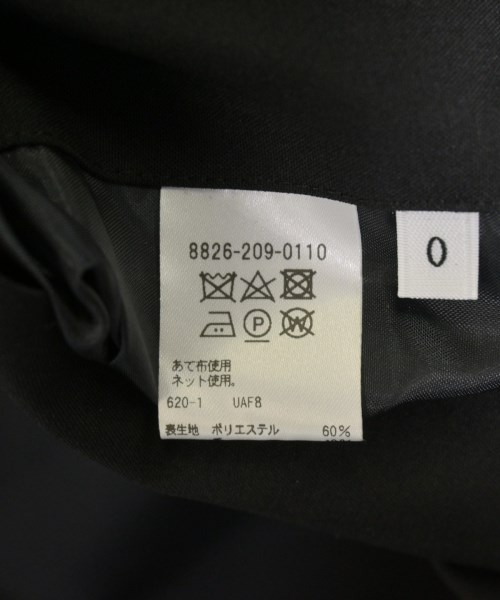 8826-209-0110
0
P W
あて布使用
ネット使用。
620-1 UAF8
表生地 ポリエステル 60%